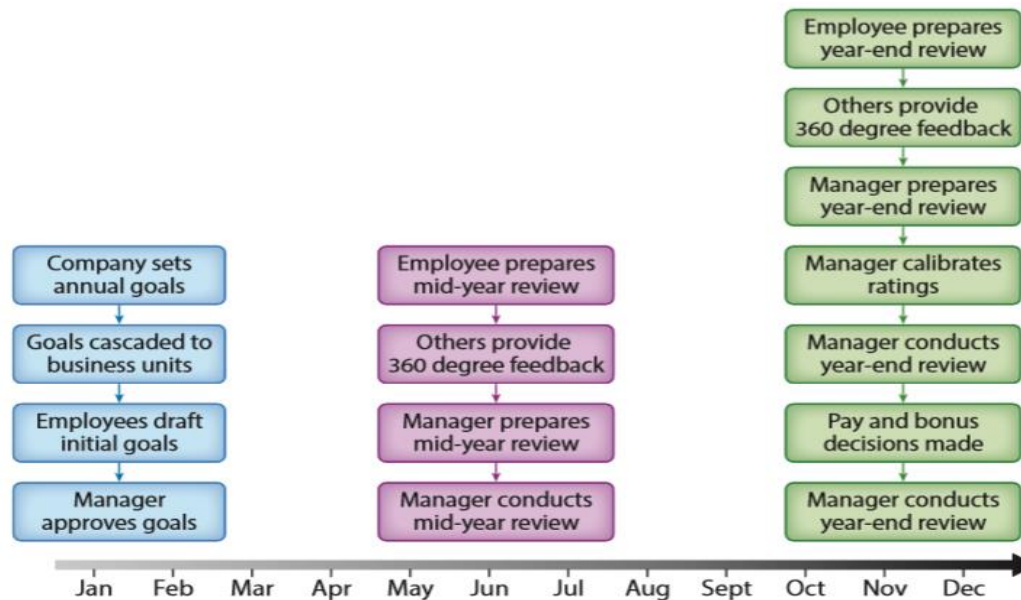 Company sets
annual goals
Goals cascaded to
business units
Employees draft
initial goals
Manager
approves goals
Employee prepares
mid-year review
Others provide
360 degree feedback
Manager prepares
mid-year review
Manager conducts
mid-year review
Employee prepares
year-end review
Others provide
360 degree feedback
Manager prepares
year-end review
Manager calibrates
ratings
Manager conducts
year-end review
Pay and bonus
decisions made
Manager conducts
year-end review
Jan Feb Mar Apr May Jun Jul Aug Sept Oct Nov Dec